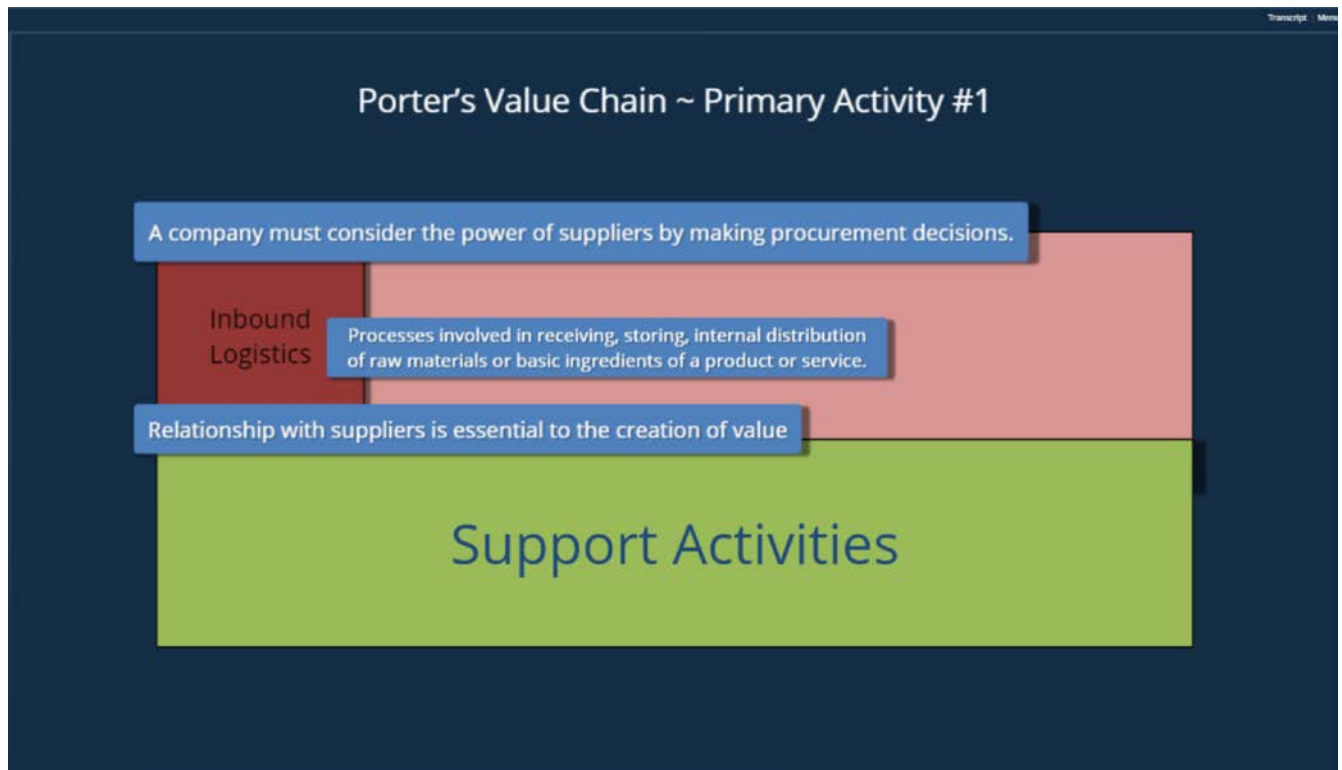 Transcript Menu
Porter's Value Chain ~ Primary Activity #1
A company must consider the power of suppliers by making procurement decisions.
Inbound
Logistics
Processes involved in receiving, storing, internal distribution
of raw materials or basic ingredients of a product or service.
Relationship with suppliers is essential to the creation of value
Support Activities